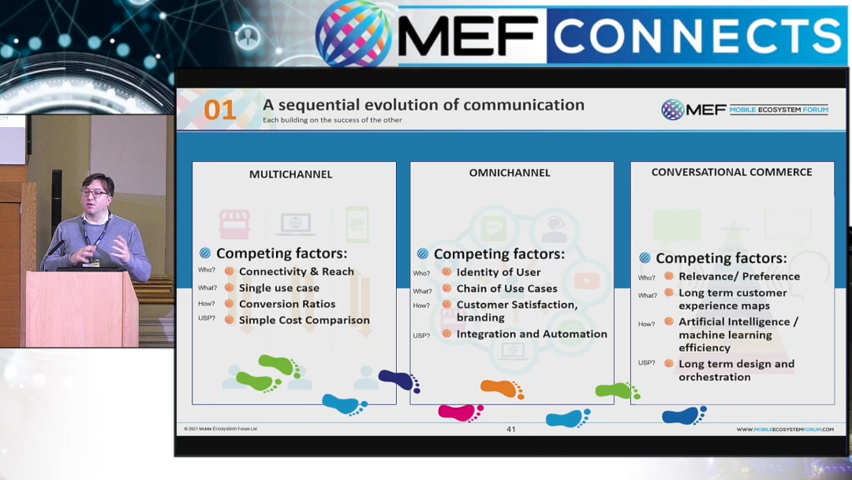 MEF CONNECTS
01
A sequential evolution of communication
Each building on the success of the other
MEF MOBILE ECOSYSTEM FORUM
MULTICHANNEL
Competing factors:
Who? Connectivity & Reach
What? Single use case
How? Conversion Ratios
USP? Simple Cost Comparison
OMNICHANNEL
Competing factors:
Who? Identity of User
What? Chain of Use Cases
How? Customer Satisfaction,
branding
USP? Integration and Automation
CONVERSATIONAL COMMERCE
Competing factors:
Who? Relevance/ Preference
What? Long term customer
experience maps
How? Artificial Intelligence /
machine learning
efficiency
USP? Long term design and
orchestration
© 2021 Mobile Ecosystem Forum Ltd
41
WWW.MOBILEECOSYSTEMFORUM.COM